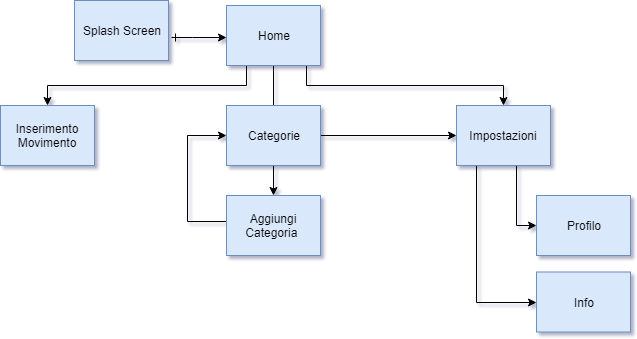 Splash Screen
Home
Inserimento
Movimento
Categorie
Impostazioni
Aggiungi
Categoria
Profilo
Info